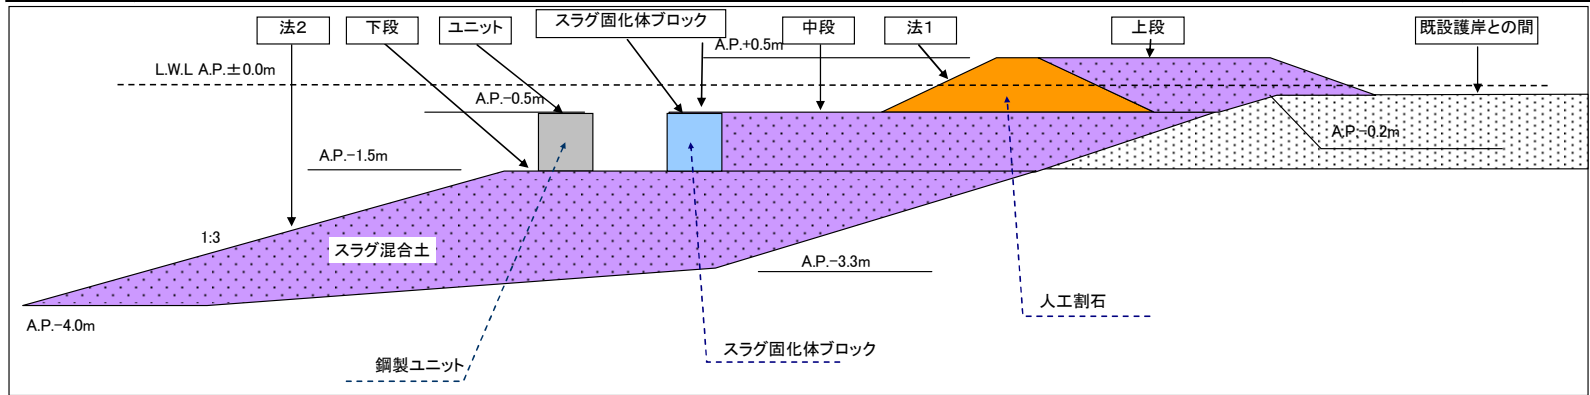 法2
下段
ユニット
スラグ固化体ブロック
中段
法1
上段
既設護岸との間
A.P.+0.5m
L.W.L A.P.±0.0m
A.P.-0.5m
A.P.-0.2m
A.P.-1.5m
1:3
スラグ混合土
A.P.-3.3m
A.P.-4.0m
人工割石
スラグ固化体ブロック
鋼製ユニット